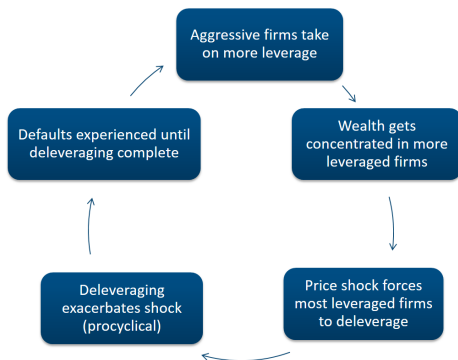 Aggressive firms take
on more leverage
Wealth gets
concentrated in more
leveraged firms
Price shock forces
most leveraged firms
to deleverage
Deleveraging
exacerbates shock
(procyclical)
Defaults experienced until
deleveraging complete